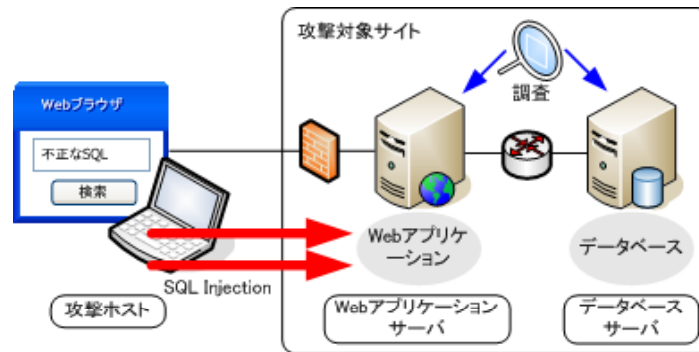 攻撃対象サイト
調査
Webブラウザ
不正なSQL
検索
SQL Injection
攻撃ホスト
Webアプリケ
ーション
データベース
Webアプリケーション
サーバ
データベース
サーバ